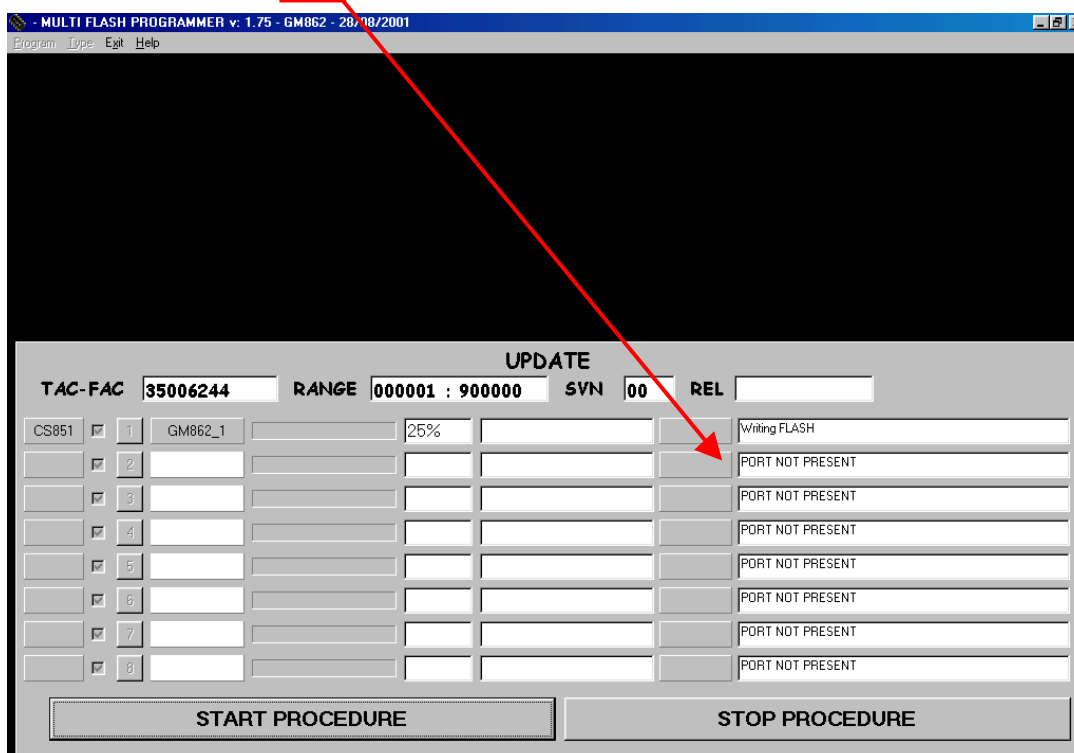 - MULTI FLASH PROGRAMMER v: 1.75 - GM862 - 28/08/2001
Program Type Exit Help
UPDATE
TAC-FAC 35006244 RANGE 000001 : 900000 SVN 00 REL
CS851 1 GM862_1 25% Writing FLASH
2 PORT NOT PRESENT
3 PORT NOT PRESENT
4 PORT NOT PRESENT
5 PORT NOT PRESENT
6 PORT NOT PRESENT
7 PORT NOT PRESENT
8 PORT NOT PRESENT
START PROCEDURE STOP PROCEDURE